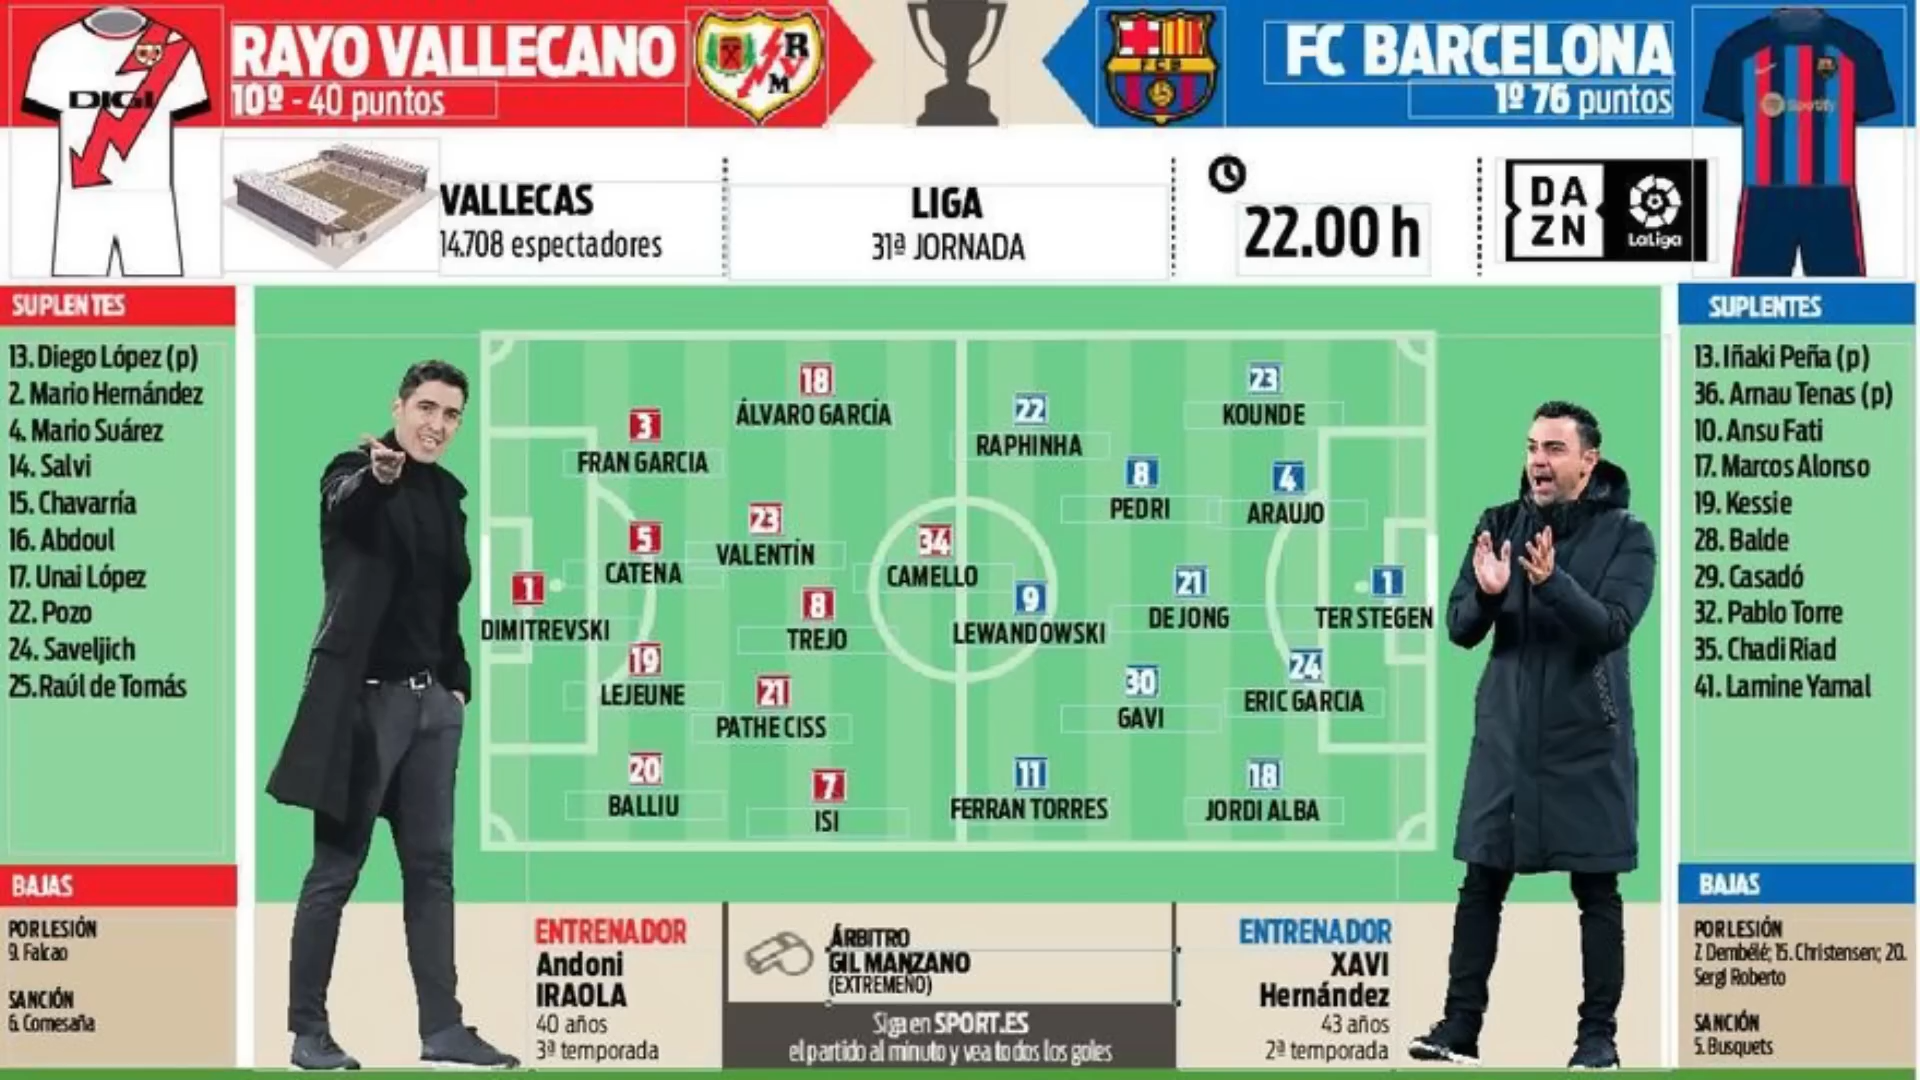 RAYO VALLECANO
10º - 40 puntos
DIGI
R
V
M
FC BARCELONA
1º 76 puntos
FCB
Spotify
VALLECAS
14.708 espectadores
LIGA
31ª JORNADA
22.00 h
DA
ZN
LaLiga
SUPLENTES
13. Diego López (p)
2. Mario Hernández
4. Mario Suárez
14. Salvi
15. Chavarría
16. Abdoul
17. Unai López
22. Pozo
24. Saveljich
25.Raúl de Tomás
BAJAS
POR LESIÓN
9. Falcao
SANCIÓN
6. Comesaña
18
ÁLVARO GARCÍA
3
FRAN GARCIA
23
VALENTÍN
5
CATENA
34
CAMELLO
1
DIMITREVSKI
8
TREJO
19
LEJEUNE
21
PATHE CISS
20
BALLIU
7
ISI
23
KOUNDE
22
RAPHINHA
8
PEDRI
4
ARAUJO
21
DE JONG
1
TER STEGEN
9
LEWANDOWSKI
24
ERIC GARCIA
30
GAVI
11
FERRAN TORRES
18
JORDI ALBA
ENTRENADOR
Andoni
IRAOLA
40 años
3ª temporada
ÁRBITRO
GIL MANZANO
(EXTREMEÑO)
Siga en SPORT.ES
el partido al minuto y vea todos los goles
ENTRENADOR
XAVI
Hernández
43 años
2ª temporada
SUPLENTES
13. Iñaki Peña (p)
36. Arnau Tenas (p)
10. Ansu Fati
17. Marcos Alonso
19. Kessie
28. Balde
29. Casadó
32. Pablo Torre
35. Chadi Riad
41. Lamine Yamal
BAJAS
POR LESIÓN
7. Dembélé; 15. Christensen; 20.
Sergi Roberto
SANCIÓN
5. Busquets